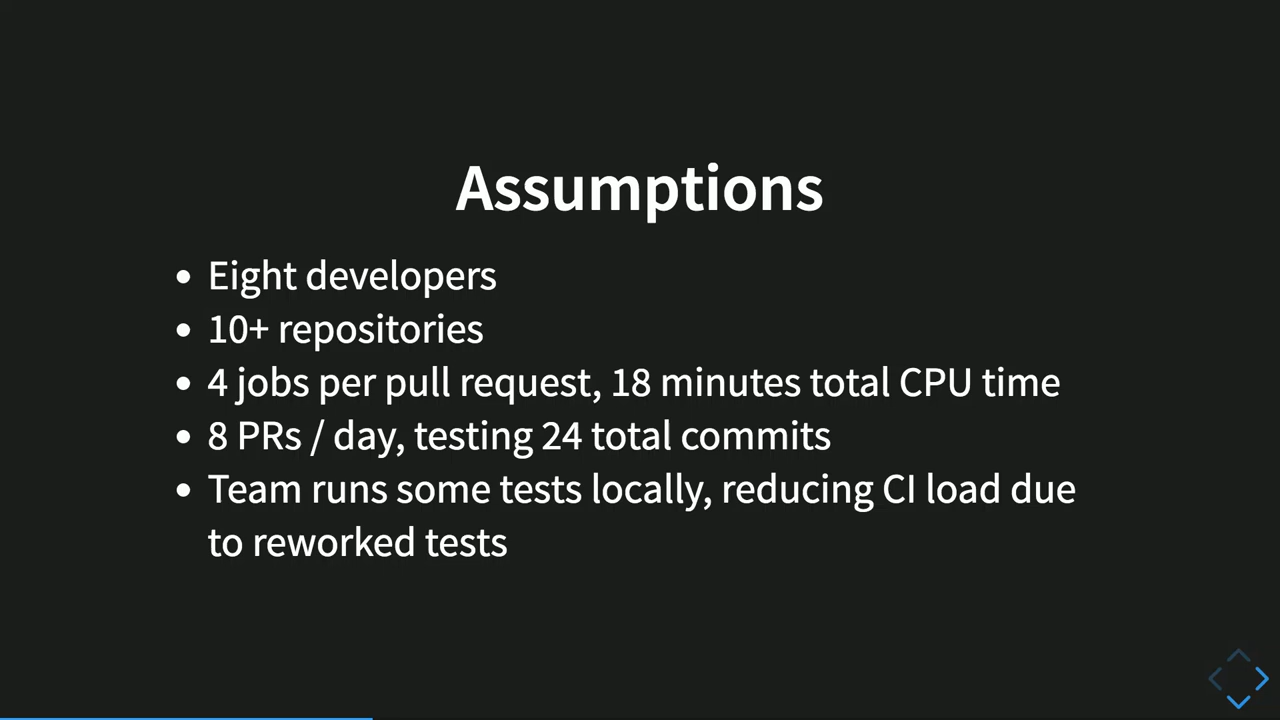 Assumptions
• Eight developers
• 10+ repositories
• 4 jobs per pull request, 18 minutes total CPU time
• 8 PRs / day, testing 24 total commits
• Team runs some tests locally, reducing CI load due
to reworked tests